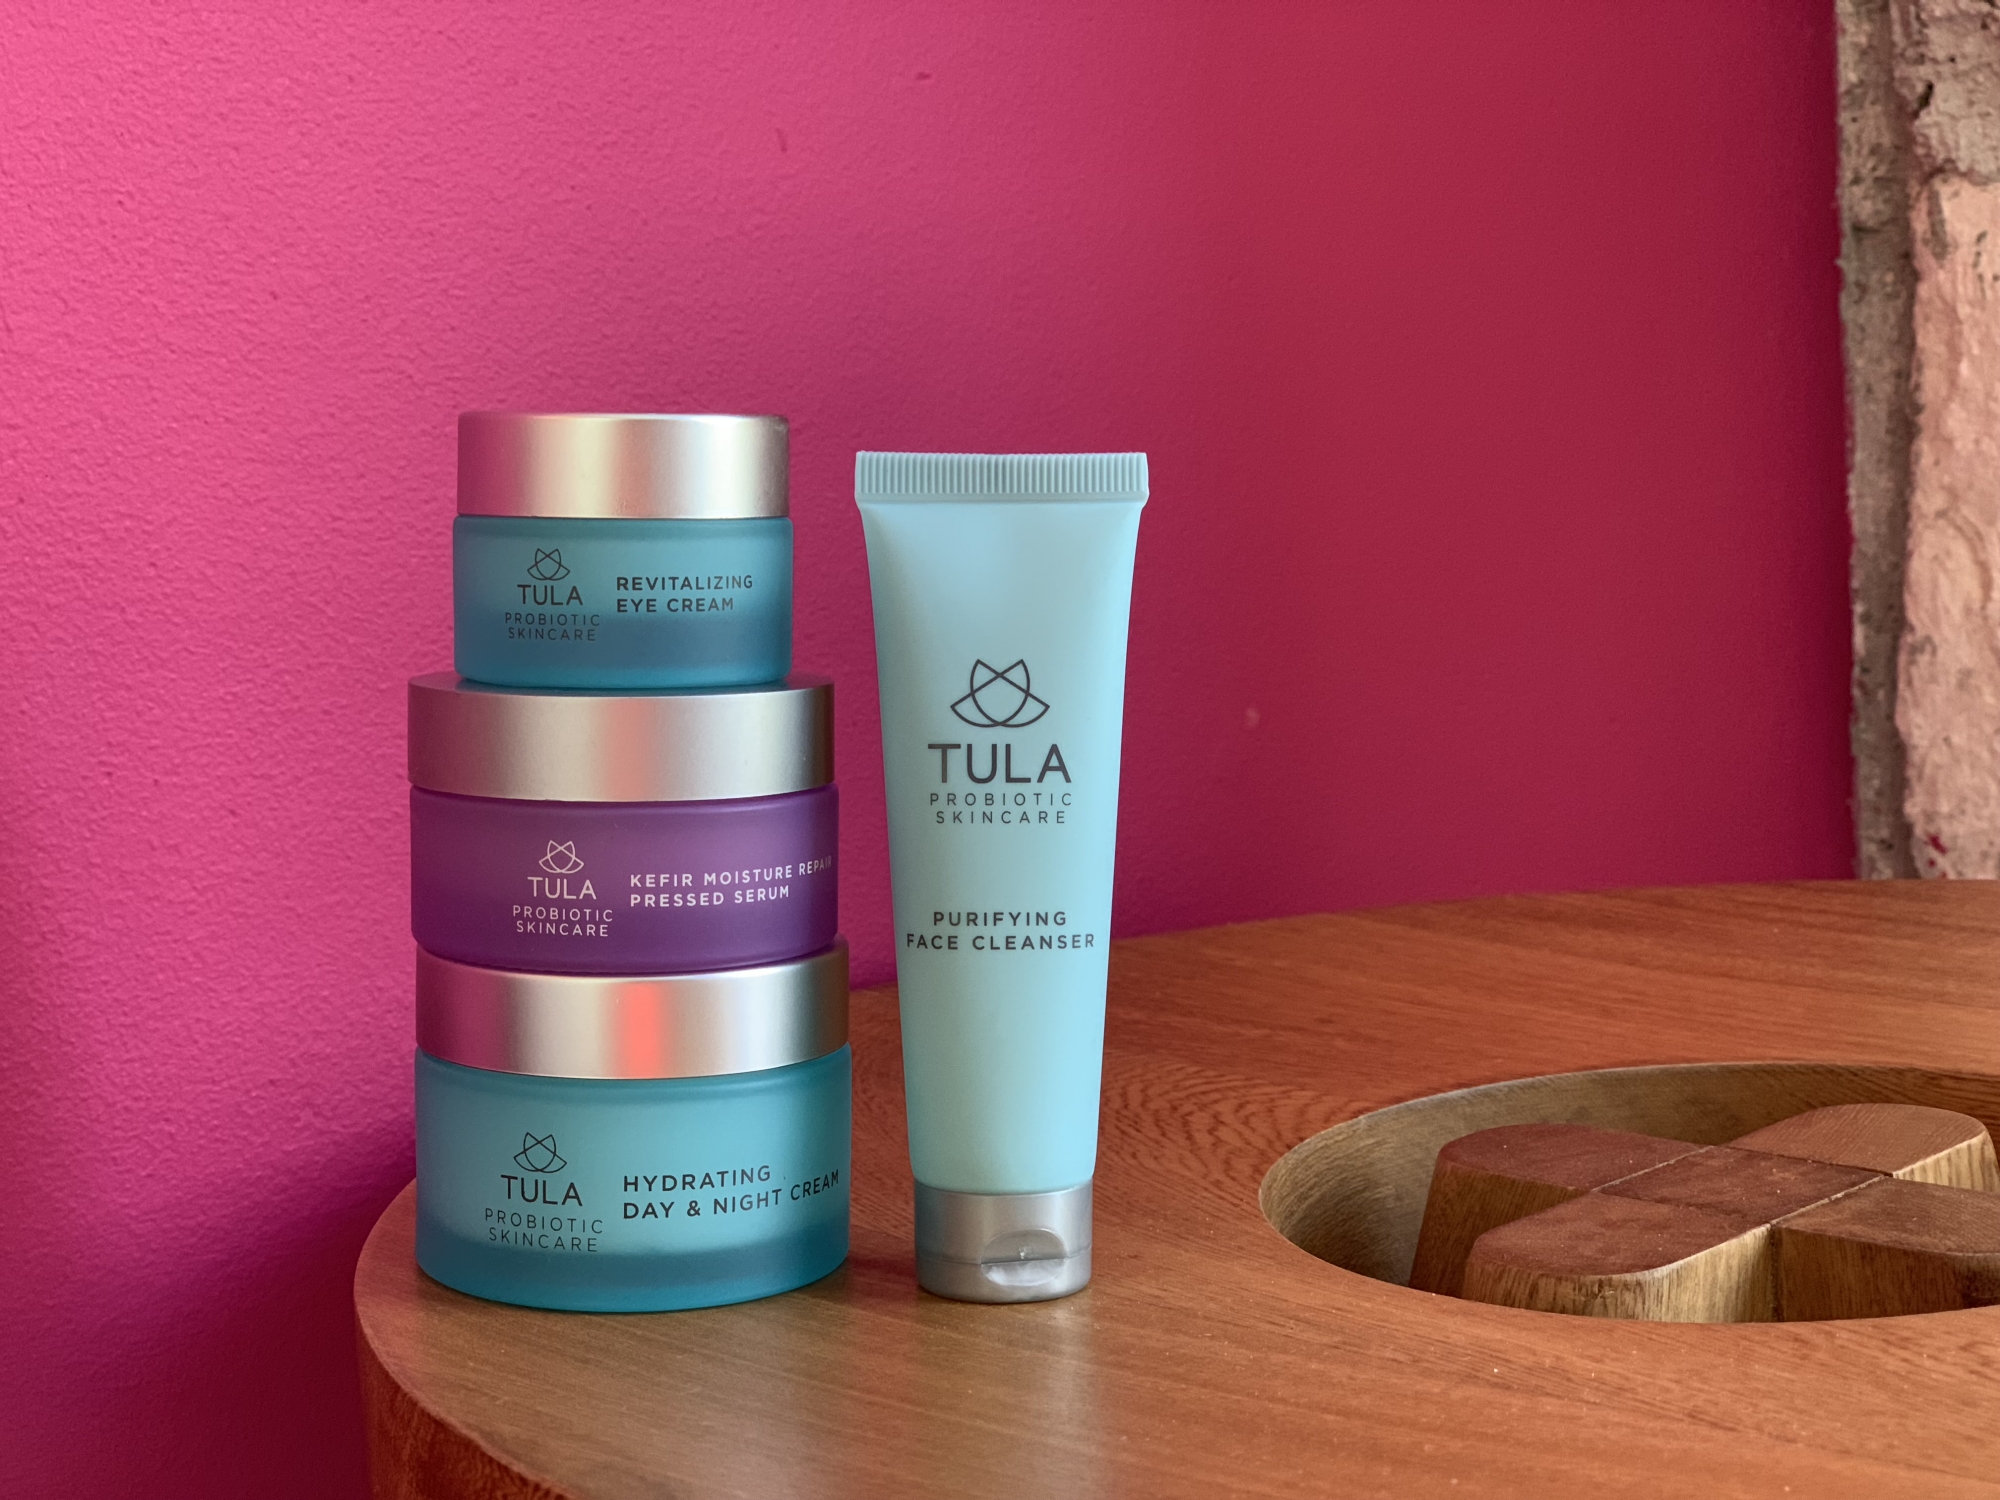 TULA
PROBIOTIC
SKINCARE
REVITALIZING
EYE CREAM
TULA
PROBIOTIC
SKINCARE
KEFIR MOISTURE REPAIR
PRESSED SERUM
TULA
PROBIOTIC
SKINCARE
HYDRATING
DAY & NIGHT CREAM
TULA
PROBIOTIC
SKINCARE
PURIFYING
FACE CLEANSER